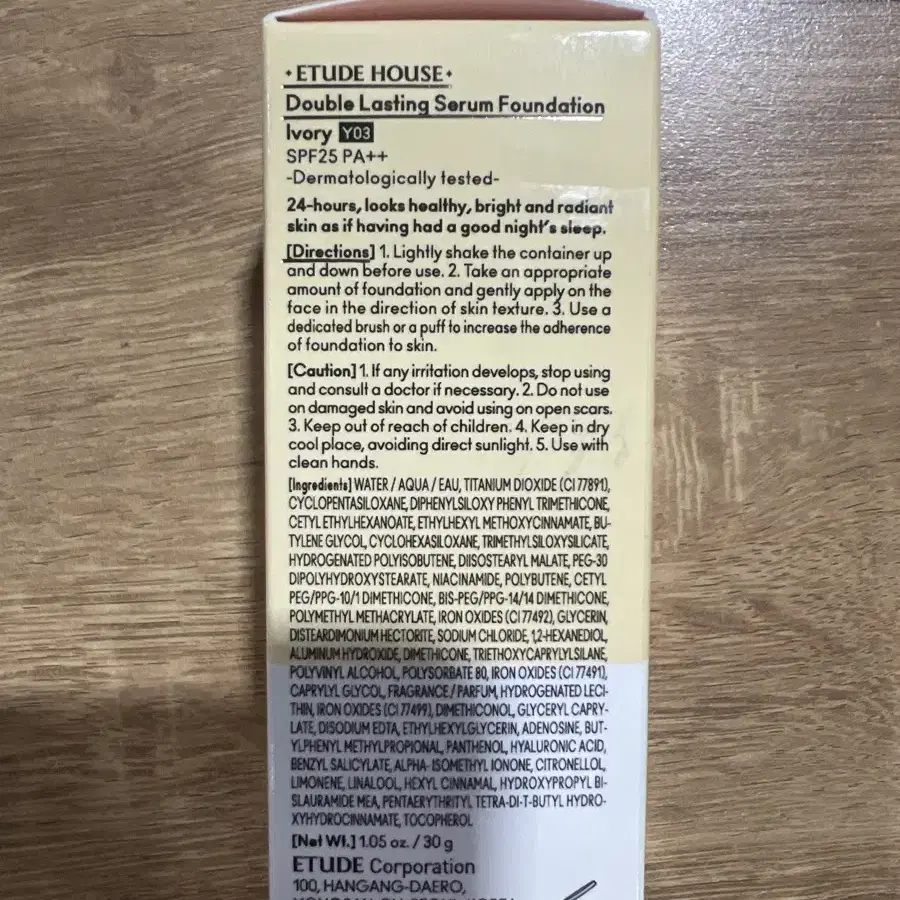 · ETUDE HOUSE ·
Double Lasting Serum Foundation
Ivory Y03
SPF25 PA++
-Dermatologically tested-
24-hours, looks healthy, bright and radiant
skin as if having had a good night's sleep.
[Directions] 1. Lightly shake the container up
and down before use. 2. Take an appropriate
amount of foundation and gently apply on the
face in the direction of skin texture. 3. Use a
dedicated brush or a puff to increase the adherence
of foundation to skin.
[Caution] 1. If any irritation develops, stop using
and consult a doctor if necessary. 2. Do not use
on damaged skin and avoid using on open scars.
3. Keep out of reach of children. 4. Keep in dry
cool place, avoiding direct sunlight. 5. Use with
clean hands.
[Ingredients] WATER / AQUA / EAU, TITANIUM DIOXIDE (CI 77891),
CYCLOPENTASILOXANE, DIPHENYLSILOXY PHENYL TRIMETHICONE,
CETYL ETHYLHEXANOATE, ETHYLHEXYL METHOXYCINNAMATE, BU-
TYLENE GLYCOL, CYCLOHEXASILOXANE, TRIMETHYLSILOXYSILICATE,
HYDROGENATED POLYISOBUTENE, DIISOSTEARYL MALATE, PEG-30
DIPOLYHYDROXYSTEARATE, NIACINAMIDE, POLYBUTENE, CETYL
PEG/PPG-10/1 DIMETHICONE, BIS-PEG/PPG-14/14 DIMETHICONE,
POLYMETHYL METHACRYLATE, IRON OXIDES (CI 77492), GLYCERIN,
DISTEARDIMONIUM HECTORITE, SODIUM CHLORIDE, 1,2-HEXANEDIOL,
ALUMINUM HYDROXIDE, DIMETHICONE, TRIETHOXYCAPRYLYLSILANE,
POLYVINYL ALCOHOL, POLYSORBATE 80, IRON OXIDES (CI 77491),
CAPRYLYL GLYCOL, FRAGRANCE / PARFUM, HYDROGENATED LECI-
THIN, IRON OXIDES (CI 77499), DIMETHICONOL, GLYCERYL CAPRY-
LATE, DISODIUM EDTA, ETHYLHEXYLGLYCERIN, ADENOSINE, BUT-
YLPHENYL METHYLPROPIONAL, PANTHENOL, HYALURONIC ACID,
BENZYL SALICYLATE, ALPHA-ISOMETHYL IONONE, CITRONELLOL,
LIMONENE, LINALOOL, HEXYL CINNAMAL, HYDROXYPROPYL BI-
SLAURAMIDE MEA, PENTAERYTHRITYL TETRA-DI-T-BUTYL HYDRO-
XYHYDROCINNAMATE, TOCOPHEROL
[Net Wt.] 1.05 oz. / 30 g
ETUDE Corporation
100, HANGANG-DAERO,